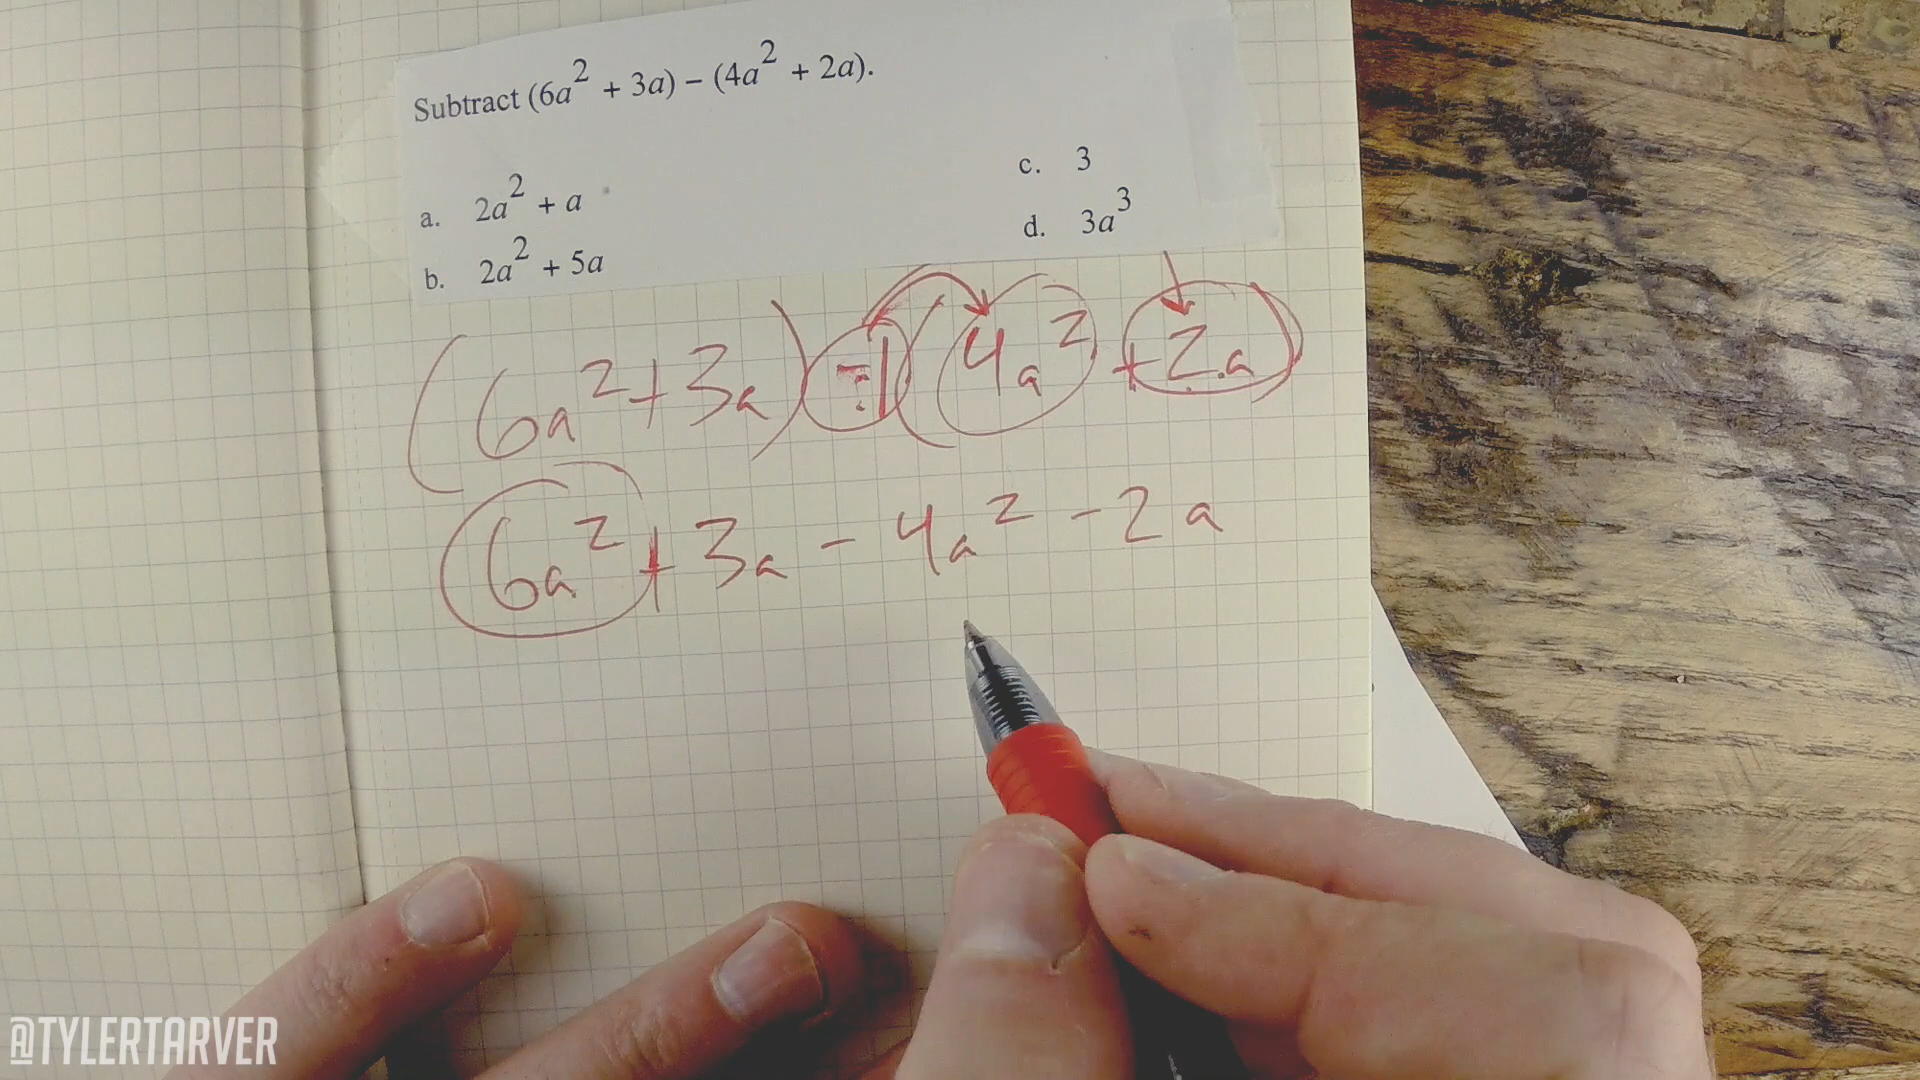 Subtract (6a² + 3a) − (4a² + 2a).
a. 2a² + a
b. 2a² + 5a
c. 3
d. 3a³
(6a² + 3a) -1 (4a² + 2a)
6a² + 3a - 4a² - 2a
@TYLERTARVER